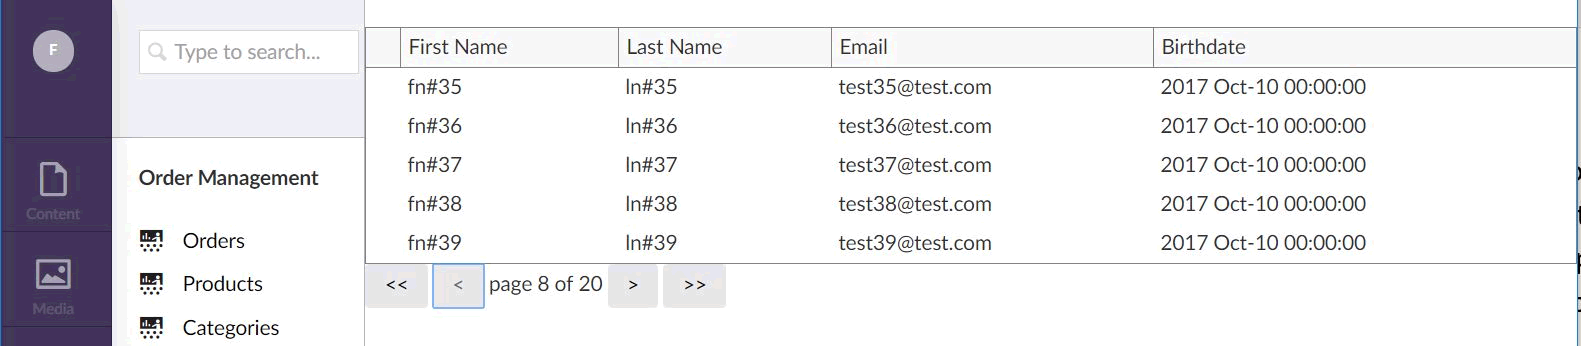 F
Type to search...
Content
Media
Order Management
Orders
Products
Categories
First Name Last Name Email Birthdate
fn#35 ln#35 test35@test.com 2017 Oct-10 00:00:00
fn#36 ln#36 test36@test.com 2017 Oct-10 00:00:00
fn#37 ln#37 test37@test.com 2017 Oct-10 00:00:00
fn#38 ln#38 test38@test.com 2017 Oct-10 00:00:00
fn#39 ln#39 test39@test.com 2017 Oct-10 00:00:00
<< < page 8 of 20 > >>